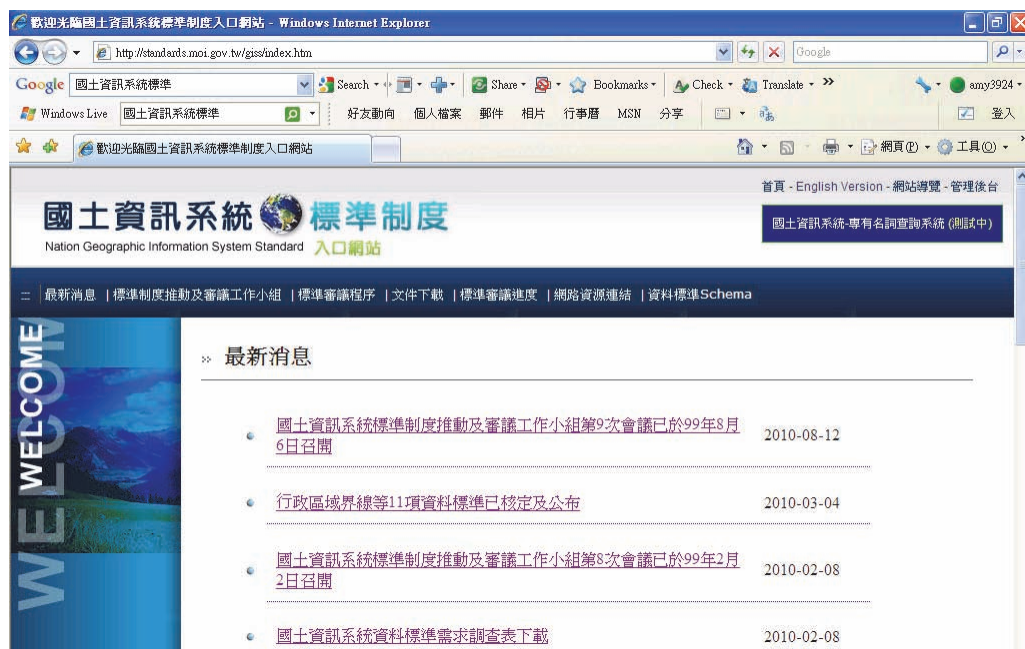 歡迎光臨國土資訊系統標準制度入口網站 - Windows Internet Explorer
http://standards.moi.gov.tw/giss/index.htm
Google
Google 國土資訊系統標準 Search Share Bookmarks Check Translate » amy3924
Windows Live 國土資訊系統標準 好友動向 個人檔案 郵件 相片 行事曆 MSN 分享 登入
歡迎光臨國土資訊系統標準制度入口網站 網頁(P) 工具(O) »
首頁 - English Version - 網站導覽 - 管理後台
國土資訊系統 標準制度
國土資訊系統-專有名詞查詢系統 (測試中)
Nation Geographic Information System Standard 入口網站
:: 最新消息 | 標準制度推動及審議工作小組 | 標準審議程序 | 文件下載 | 標準審議進度 | 網路資源連結 | 資料標準Schema
WELCOME
WELCOM
» 最新消息
國土資訊系統標準制度推動及審議工作小組第9次會議已於99年8月
6日召開 2010-08-12
行政區域界線等11項資料標準已核定及公布 2010-03-04
國土資訊系統標準制度推動及審議工作小組第8次會議已於99年2月
2日召開 2010-02-08
國土資訊系統資料標準需求調查表下載 2010-02-08